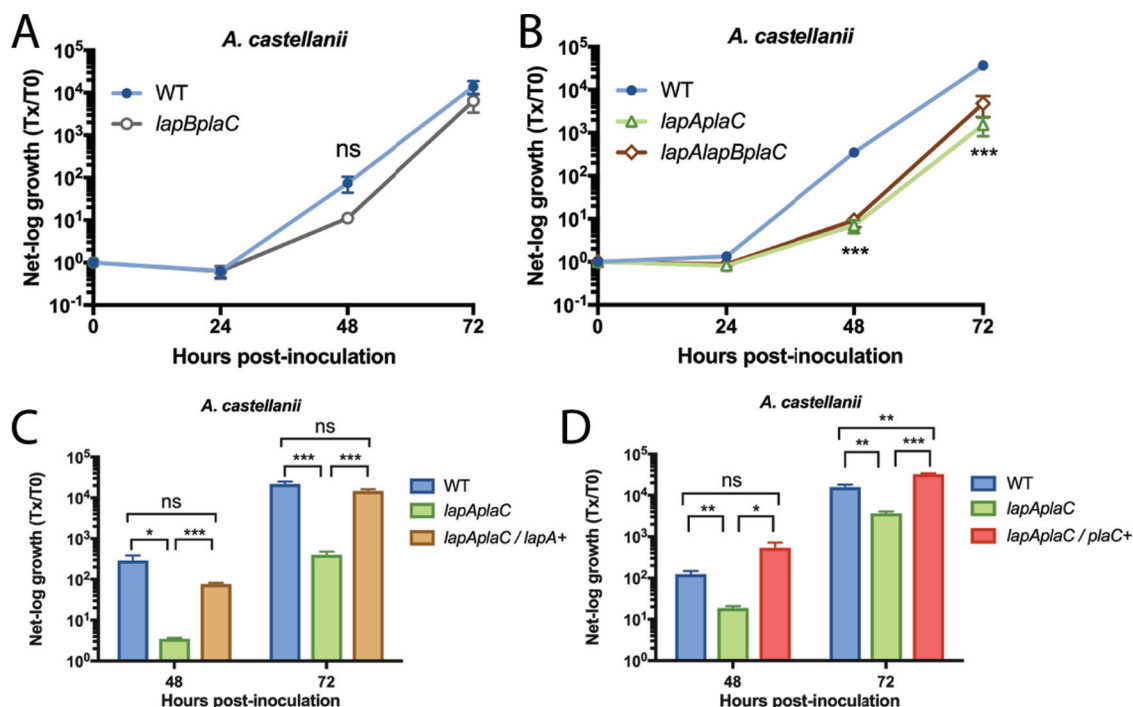 A
A. castellanii
Net-log growth (Tx/T0)
10^5
10^4
10^3
10^2
10^1
10^0
10^-1
WT
lapBplaC
ns
0
24
48
72
Hours post-inoculation
B
A. castellanii
Net-log growth (Tx/T0)
10^5
10^4
10^3
10^2
10^1
10^0
10^-1
WT
lapAplaC
lapAlapBplaC
***
***
0
24
48
72
Hours post-inoculation
C
A. castellanii
Net-log growth (Tx/T0)
10^5
10^4
10^3
10^2
10^1
10^0
ns
* ***
ns
*** ***
WT
lapAplaC
lapAplaC / lapA+
48
72
Hours post-inoculation
D
A. castellanii
Net-log growth (Tx/T0)
10^5
10^4
10^3
10^2
10^1
10^0
ns
** *
**
** ***
WT
lapAplaC
lapAplaC / plaC+
48
72
Hours post-inoculation